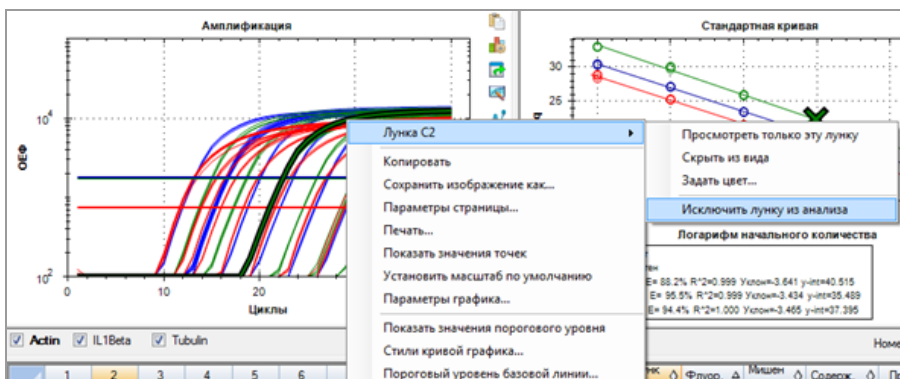 Амплификация
ОЕФ
10^4
10^2
0
10
20
Циклы
Стандартная кривая
30
25
Лунка C2
Копировать
Сохранить изображение как...
Параметры страницы...
Печать...
Показать значения точек
Установить масштаб по умолчанию
Параметры графика...
Показать значения порогового уровня
Стили кривой графика...
Пороговый уровень базовой линии...
Просмотреть только эту лунку
Скрыть из вида
Задать цвет...
Исключить лунку из анализа
Логарифм начального количества
E= 88.2% R^2=0.999 Уклон=-3.641 y-int=40.515
E= 95.5% R^2=0.999 Уклон=-3.434 y-int=35.489
E= 94.4% R^2=1.000 Уклон=-3.465 y-int=37.395
Actin IL1Beta Tubulin
1 2 3 4 5 6
Флуор. Мишен Содерж.